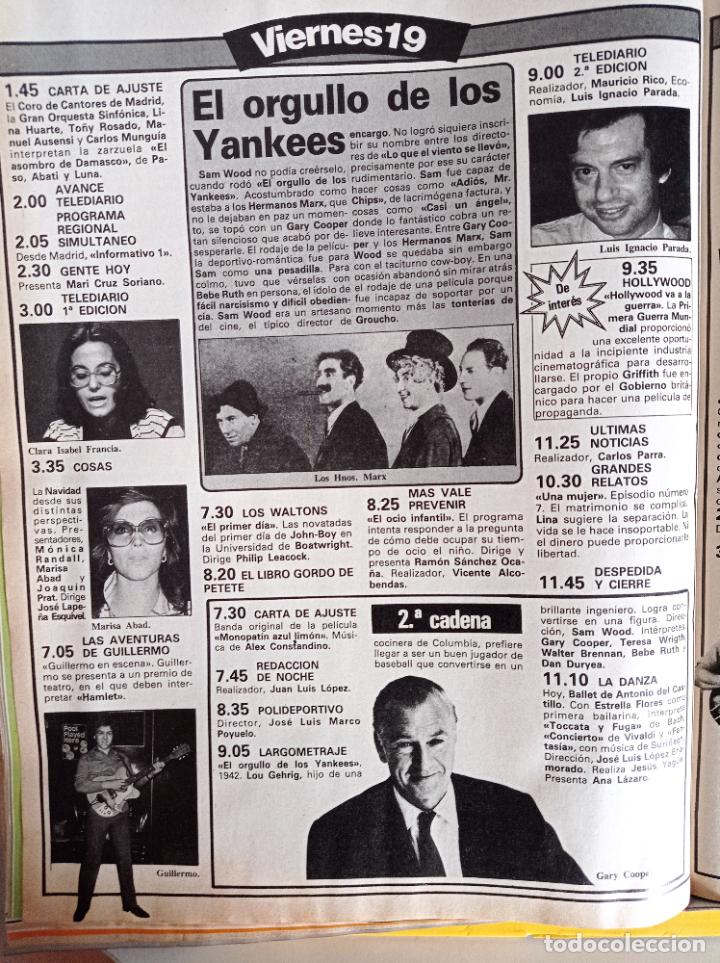 Viernes19
1.45 CARTA DE AJUSTE
El Coro de Cantores de Madrid,
la Gran Orquesta Sinfónica, Li-
na Huarte, Toñy Rosado, Ma-
nuel Ausensi y Carlos Munguía
interpretan la zarzuela «El
asombro de Damasco», de Pa-
so, Abati y Luna.
2.00 AVANCE
TELEDIARIO
PROGRAMA
REGIONAL
2.05 SIMULTANEO
Desde Madrid, «Informativo 1».
2.30 GENTE HOY
Presenta Mari Cruz Soriano.
3.00 TELEDIARIO
1ª EDICION
Clara Isabel Francia.
3.35 COSAS
La Navidad
desde sus
distintas
perspecti-
vas. Pre-
sentadores,
Mónica
Randall,
Marisa
Abad y
Joaquín
Prat. Dirige
José Lape-
ña Esquivel.
Marisa Abad.
7.05 LAS AVENTURAS
DE GUILLERMO
«Guillermo en escena». Guiller-
mo se presenta a un premio de
teatro, en el que deben inter-
pretar «Hamlet».
Pool
Played
Here
Guillermo.
El orgullo de los
Yankees
Sam Wood no podía creérselo,
cuando rodó «El orgullo de los
Yankees». Acostumbrado como
estaba a los Hermanos Marx, que
no le dejaban en paz un momen-
to, se topó con un Gary Cooper
tan silencioso que acabó por de-
sesperarle. El rodaje de la pelícu-
la deportivo-romántica fue para
Sam como una pesadilla. Para
colmo, tuvo que vérselas con
Bebe Ruth en persona, el ídolo de
fácil narcisismo y difícil obedien-
cia. Sam Wood era un artesano
del cine, el típico director de
encargo. No logró siquiera inscri-
bir su nombre entre los directo-
res de «Lo que el viento se llevó»,
precisamente por ese su carácter
rudimentario. Sam fue capaz de
hacer cosas como «Adiós, Mr.
Chips», de lacrimógena factura, y
cosas como «Casi un ángel»,
donde lo fantástico cobra un re-
lieve interesante. Entre Gary Coo-
per y los Hermanos Marx, Sam
Wood se quedaba sin embargo
con el taciturno cow-boy. En una
ocasión abandonó sin mirar atrás
el rodaje de una película porque
fue incapaz de soportar por un
momento más las tonterías de
Groucho.
Los Hnos. Marx
7.30 LOS WALTONS
«El primer día». Las novatadas
del primer día de John-Boy en
la Universidad de Boatwright.
Dirige Philip Leacock.
8.20 EL LIBRO GORDO DE
PETETE
8.25 MAS VALE
PREVENIR
«El ocio infantil». El programa
intenta responder a la pregunta
de cómo debe ocupar su tiem-
po de ocio el niño. Dirige y
presenta Ramón Sánchez Oca-
ña. Realizador, Vicente Alco-
bendas.
9.00 TELEDIARIO
2.ª EDICION
Realizador, Mauricio Rico, Eco-
nomía, Luis Ignacio Parada.
Luis Ignacio Parada.
De
interés
9.35
HOLLYWOOD
«Hollywood va a la
guerra». La Pri-
mera Guerra Mun-
dial proporcionó
una excelente oportu-
nidad a la incipiente industria
cinematográfica para desarro-
llarse. El propio Griffith fue en-
cargado por el Gobierno britá-
nico para hacer una película de
propaganda.
11.25 ULTIMAS
NOTICIAS
Realizador, Carlos Parra.
10.30 GRANDES
RELATOS
«Una mujer». Episodio número
7. El matrimonio se complica.
Lina sugiere la separación. La
vida se le hace insoportable. Ni
el dinero puede proporcionarle
libertad.
11.45 DESPEDIDA
Y CIERRE
2.ª cadena
7.30 CARTA DE AJUSTE
Banda original de la película
«Monopatín azul limón». Músi-
ca de Alex Constandino.
7.45 REDACCION
DE NOCHE
Realizador, Juan Luis López.
8.35 POLIDEPORTIVO
Director, José Luis Marco
Poyuelo.
9.05 LARGOMETRAJE
«El orgullo de los Yankees»,
1942. Lou Gehrig, hijo de una
cocinera de Columbia, prefiere
llegar a ser un buen jugador de
baseball que convertirse en un
brillante ingeniero. Logra con-
vertirse en una figura. Direc-
ción, Sam Wood. Intérpretes,
Gary Cooper, Teresa Wrigth,
Walter Brennan, Bebe Ruth y
Dan Duryea.
11.10 LA DANZA
Hoy, Ballet de Antonio del Cas-
tillo. Con Estrella Flores como
primera bailarina, interpreta
«Toccata y Fuga» de Bach,
«Concierto» de Vivaldi y «Fan-
tasía», con música de
Dirección, José Luis López
morado. Realiza Jesús Yagüe.
Presenta Ana Lázaro.
Gary Coope
todocoleccion
todocoleccion.net